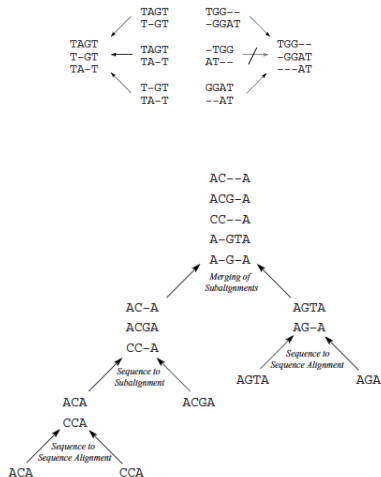 TAGT
T-GT
TGG--
-GGAT
TAGT
T-GT
TA-T
TAGT
TA-T
-TGG
AT--
TGG--
-GGAT
---AT
T-GT
TA-T
GGAT
--AT
AC--A
ACG-A
CC--A
A-GTA
A-G-A
Merging of
Subalignments
AC-A
ACGA
CC-A
AGTA
AG-A
Sequence to
Subalignment
Sequence to
Sequence Alignment
AGTA
AGA
ACA
CCA
ACGA
Sequence to
Sequence Alignment
ACA
CCA